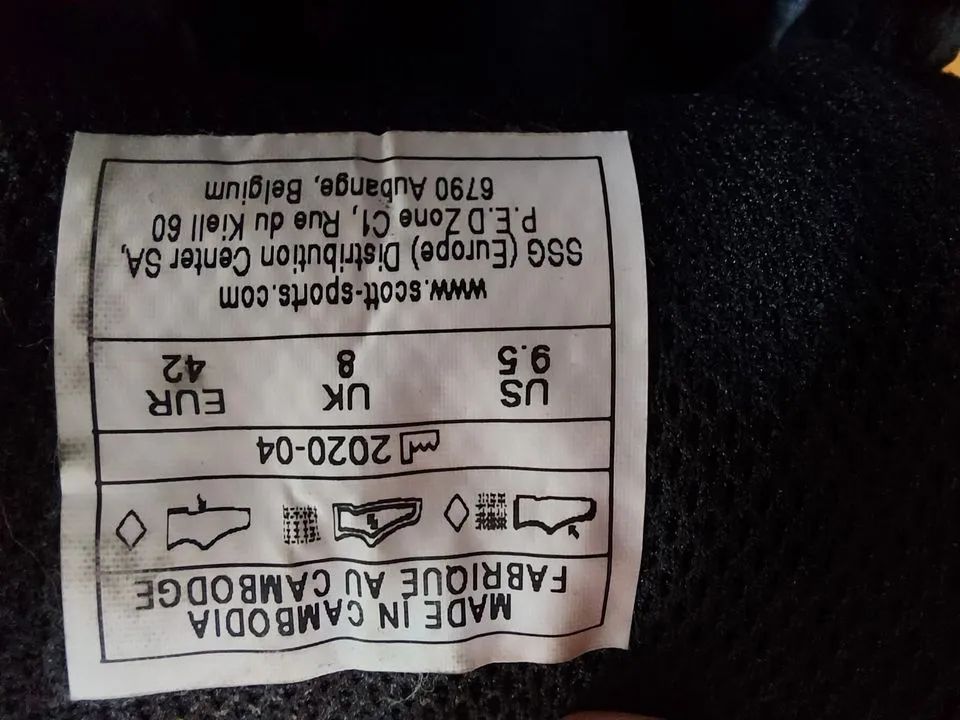 MADE IN CAMBODIA
FABRIQUÉ AU CAMBODGE
2020-04
US UK EUR
9.5 8 42
www.scott-sports.com
SSG (Europe) Distribution Center SA,
P.E.D Zone C1, Rue du Kiell 60
6790 Aubange, Belgium